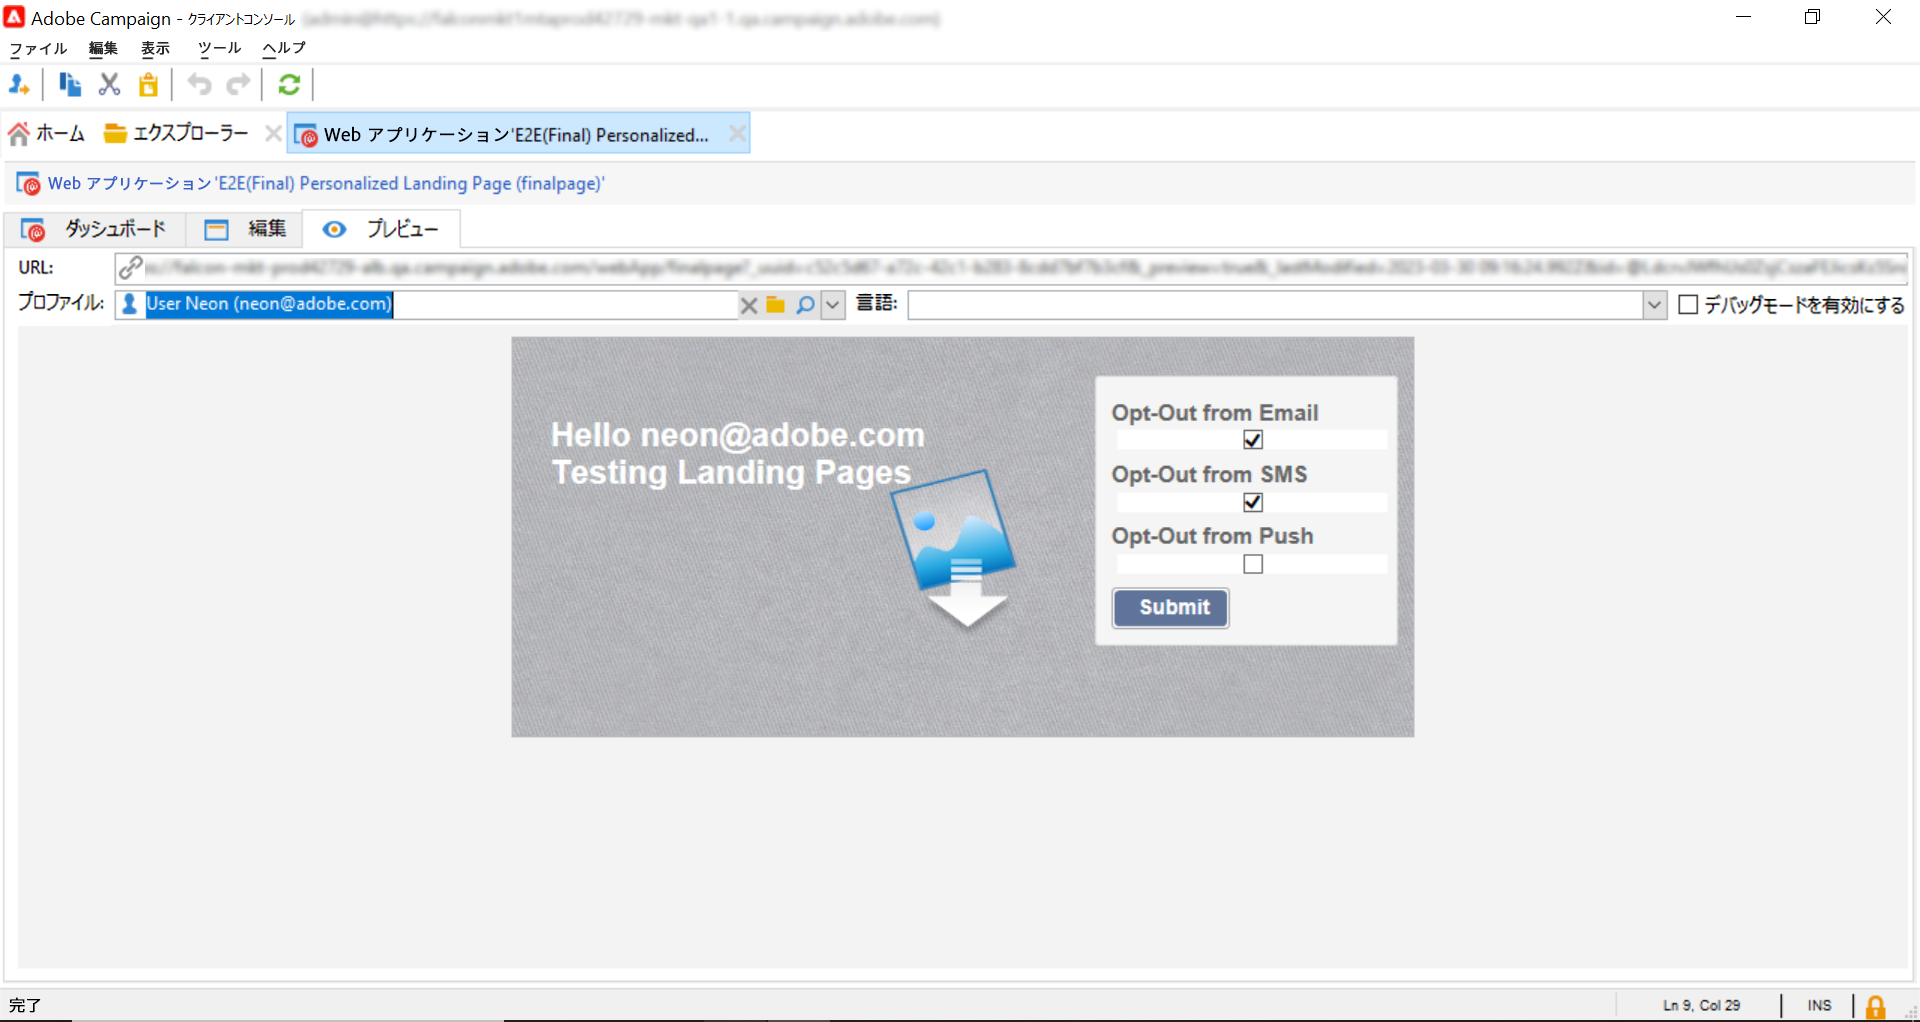 Adobe Campaign - クライアントコンソール
ファイル 編集 表示 ツール ヘルプ
ホーム エクスプローラー Web アプリケーション'E2E(Final) Personalized...
Web アプリケーション'E2E(Final) Personalized Landing Page (finalpage)'
ダッシュボード 編集 プレビュー
URL:
プロファイル: User Neon (neon@adobe.com) 言語: デバッグモードを有効にする
Hello neon@adobe.com
Testing Landing Pages
Opt-Out from Email
Opt-Out from SMS
Opt-Out from Push
Submit
完了 Ln 9, Col 29 INS